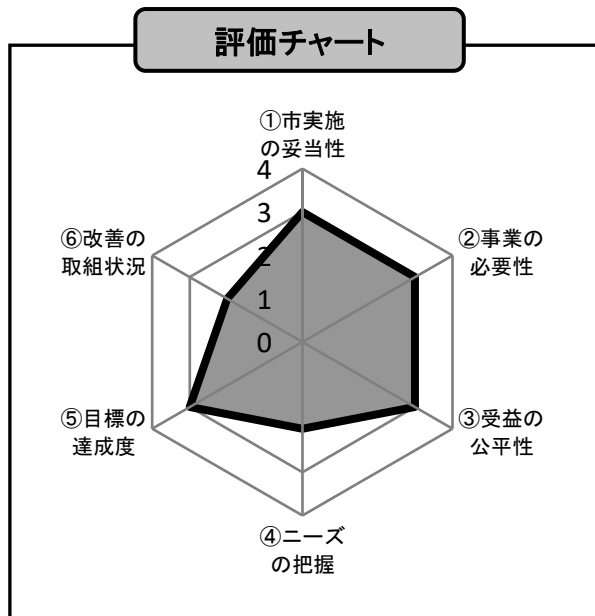 評価チャート
①市実施
の妥当性
4
3
2
1
0
②事業の
必要性
③受益の
公平性
④ニーズ
の把握
⑤目標の
達成度
⑥改善の
取組状況